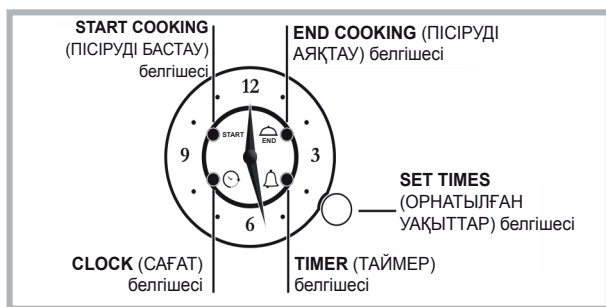 START COOKING
(ПІСІРУДІ БАСТАУ)
белгішесі
END COOKING (ПІСІРУДІ
АЯҚТАУ) белгішесі
12
START
END
9
3
6
SET TIMES
(ОРНАТЫЛҒАН
УАҚЫТТАР) белгішесі
CLOCK (САҒАТ)
белгішесі
TIMER (ТАЙМЕР)
белгішесі